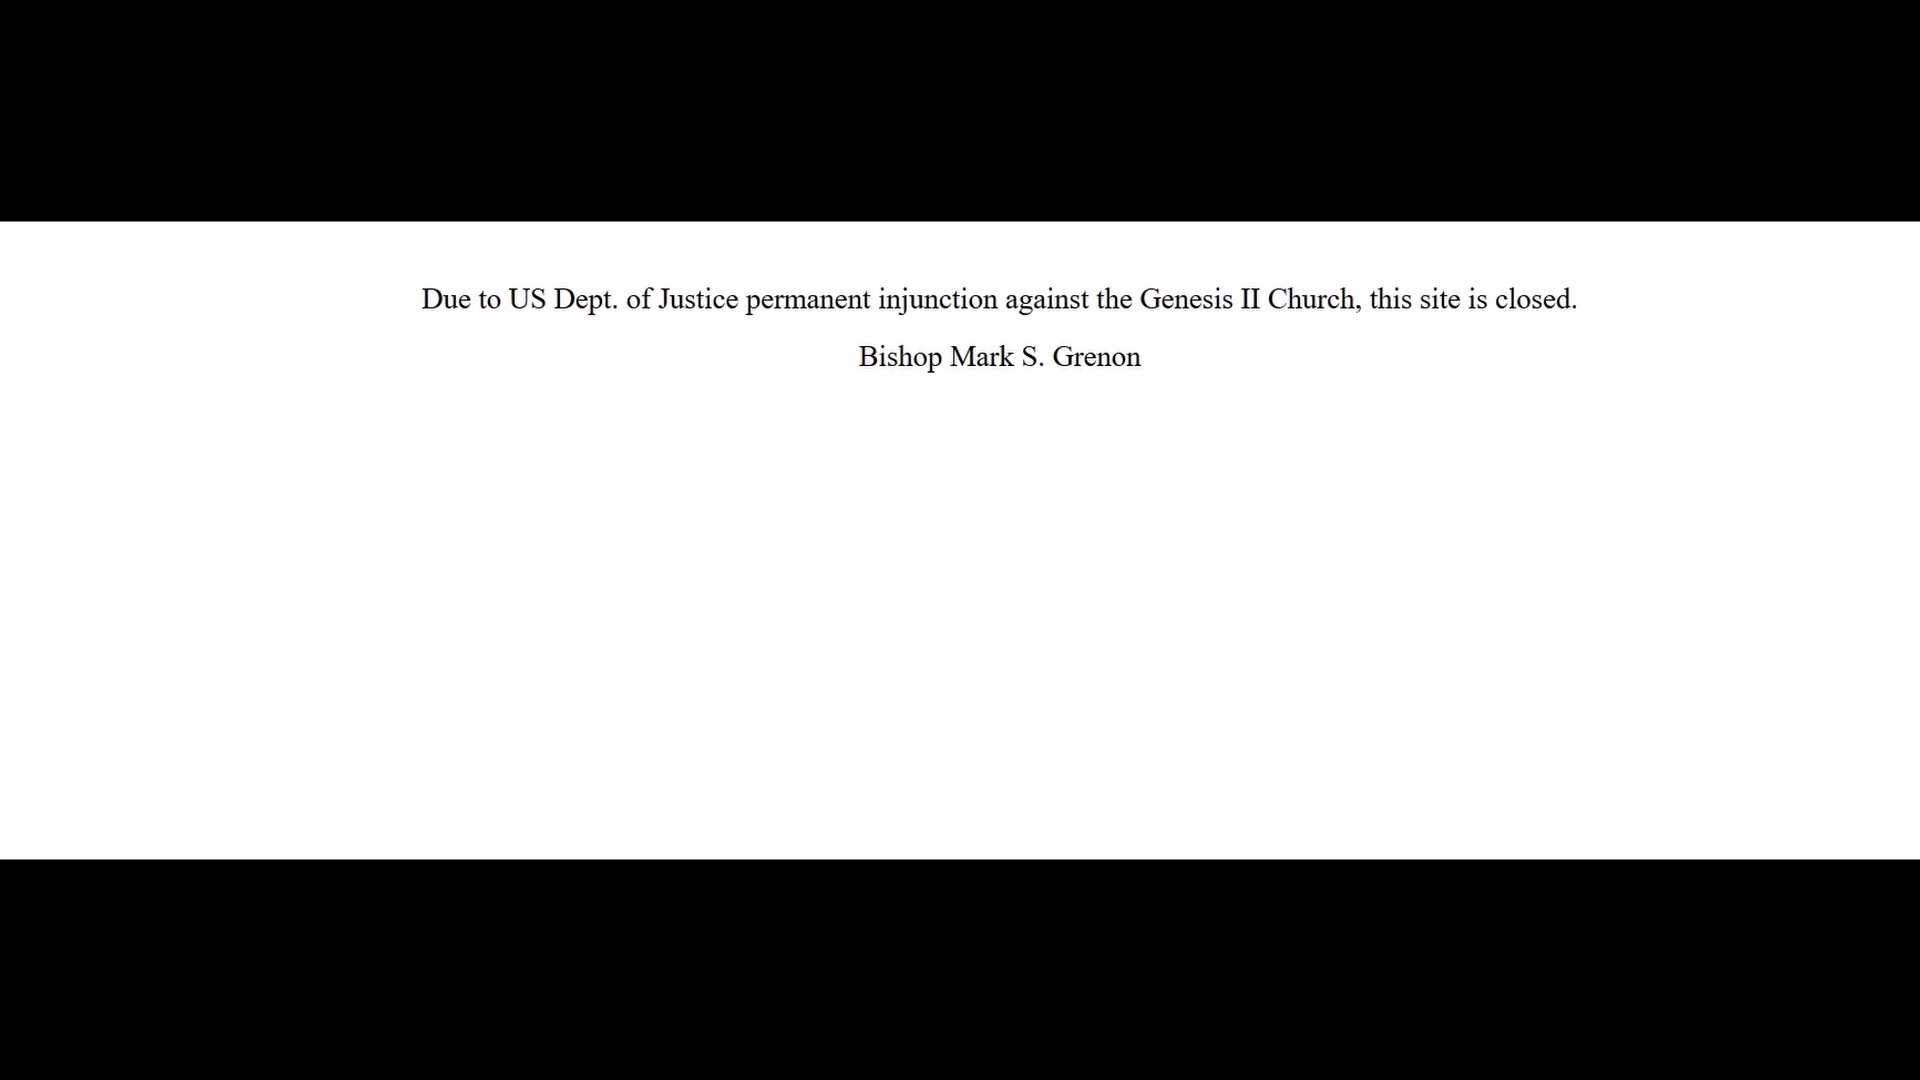 Due to US Dept. of Justice permanent injunction against the Genesis II Church, this site is closed.
Bishop Mark S. Grenon